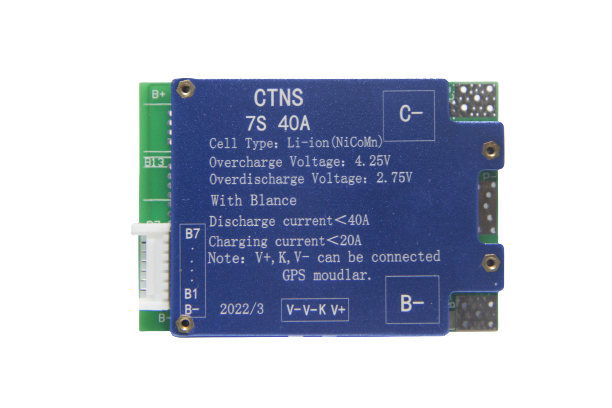 B+
B13
CTNS
7S 40A
C-
Cell Type: Li-ion(NiCoMn)
Overcharge Voltage: 4.25V
Overdischarge Voltage: 2.75V
With Blance
Discharge current<40A
Charging current<20A
Note: V+,K,V- can be connected
GPS moudlar.
B7
B1
B-
2022/3
V-V-K V+
B-